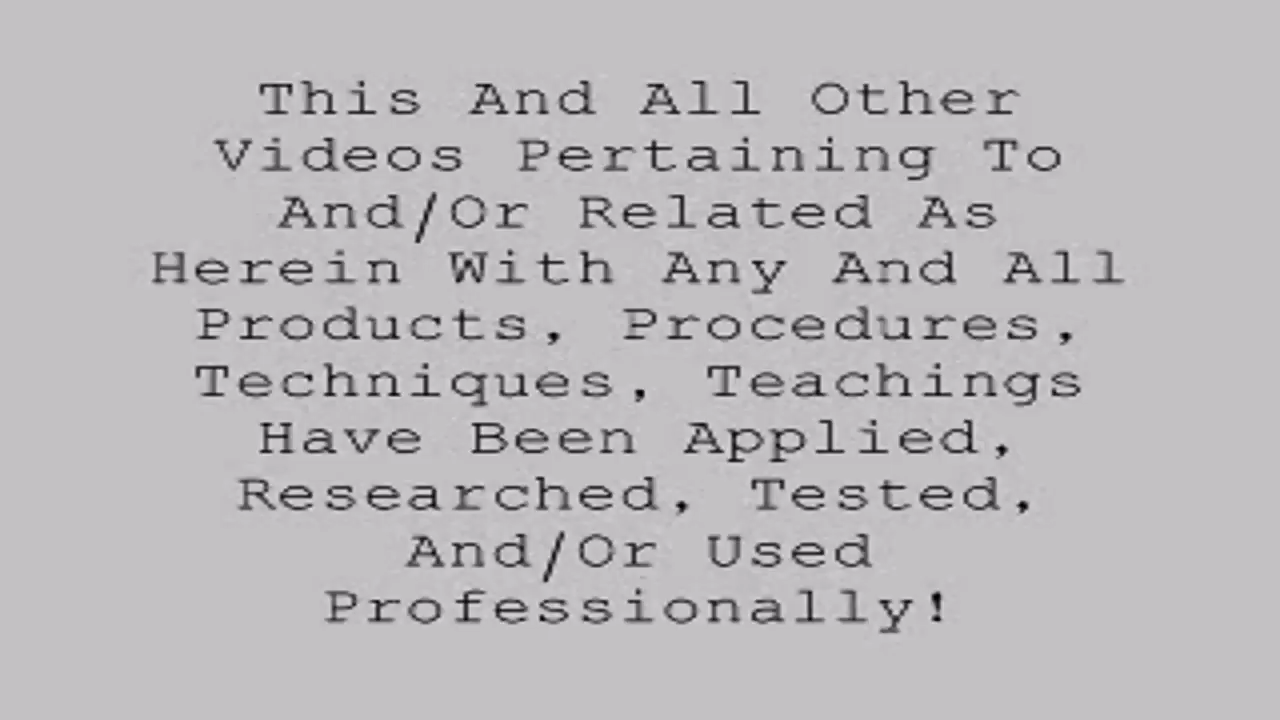 This And All Other
Videos Pertaining To
And/Or Related As
Herein With Any And All
Products, Procedures,
Techniques, Teachings
Have Been Applied,
Researched, Tested,
And/Or Used
Professionally!